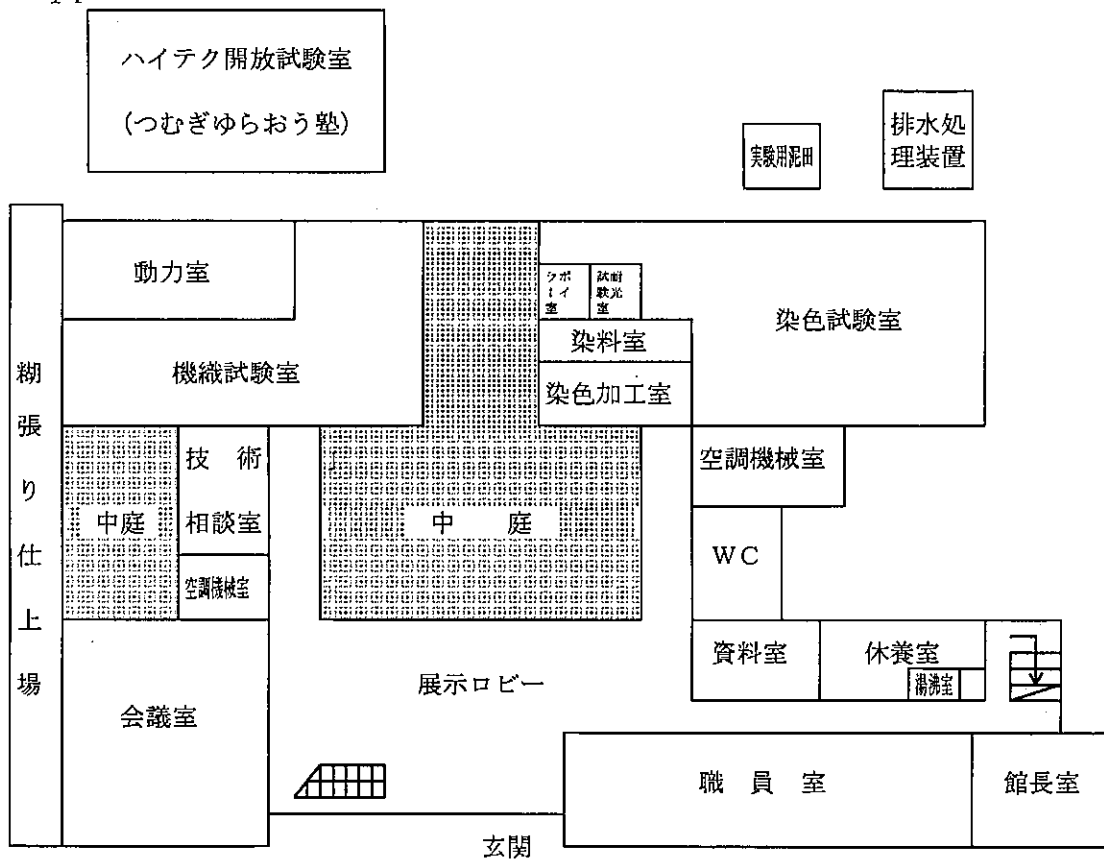 ハイテク開放試験室
(つむぎゆらおう塾)
実験用泥田
排水処
理装置
動力室
ボイ
ラー
室
耐光
試験
室
染色試験室
染料室
機織試験室
染色加工室
糊張り仕上場
技 術
相談室
空調機械室
中庭
中 庭
空調機械室
WC
資料室
休養室
湯沸室
展示ロビー
会議室
職 員 室
館長室
玄関